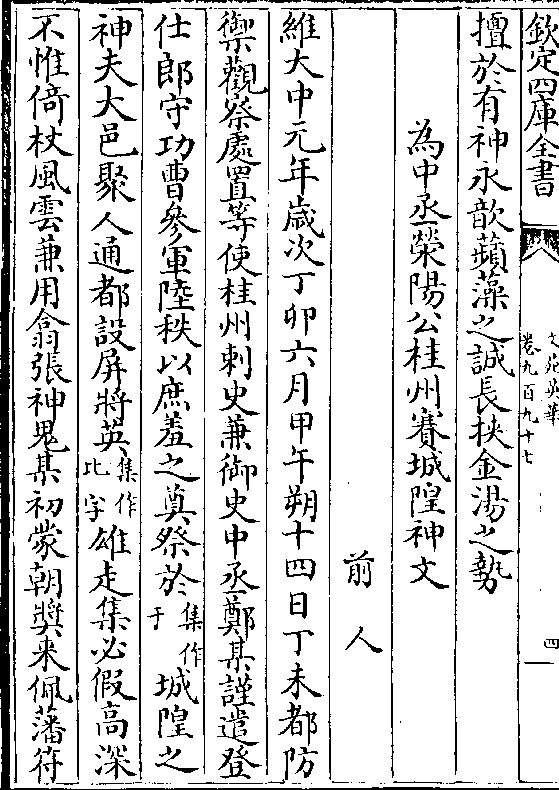 欽定四庫全書
文苑英華
卷九百九十七
四
擅於有神永歆蘋藻之誠長挾金湯之勢
為中丞滎陽公桂州賽城隍神文
前人
維大中元年歲次丁卯六月甲午朔十四日丁未都防
禦觀察處置等使桂州刺史兼御史中丞鄭某謹遣登
仕郎守功曹參軍陸秩以庶羞之奠祭於集作于城隍之
神夫大邑聚人通都設屏將英集作比字雄走集必假高深
不惟倚杖風雲兼用翕張神鬼某初蒙朝奬来佩藩符